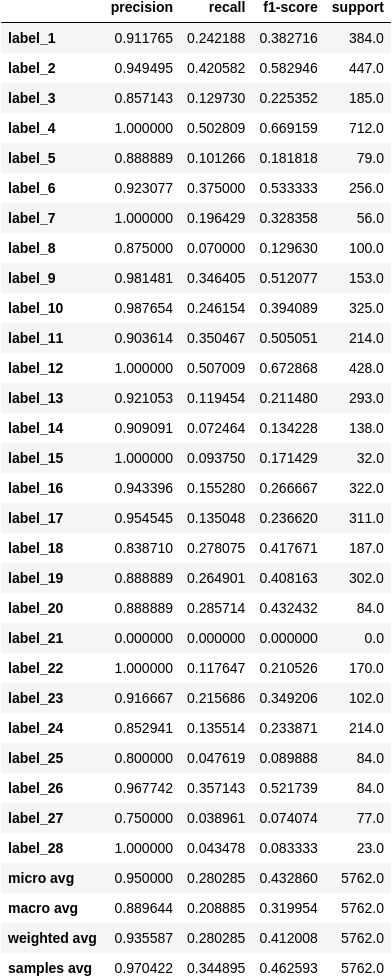 precision recall f1-score support
label_1 0.911765 0.242188 0.382716 384.0
label_2 0.949495 0.420582 0.582946 447.0
label_3 0.857143 0.129730 0.225352 185.0
label_4 1.000000 0.502809 0.669159 712.0
label_5 0.888889 0.101266 0.181818 79.0
label_6 0.923077 0.375000 0.533333 256.0
label_7 1.000000 0.196429 0.328358 56.0
label_8 0.875000 0.070000 0.129630 100.0
label_9 0.981481 0.346405 0.512077 153.0
label_10 0.987654 0.246154 0.394089 325.0
label_11 0.903614 0.350467 0.505051 214.0
label_12 1.000000 0.507009 0.672868 428.0
label_13 0.921053 0.119454 0.211480 293.0
label_14 0.909091 0.072464 0.134228 138.0
label_15 1.000000 0.093750 0.171429 32.0
label_16 0.943396 0.155280 0.266667 322.0
label_17 0.954545 0.135048 0.236620 311.0
label_18 0.838710 0.278075 0.417671 187.0
label_19 0.888889 0.264901 0.408163 302.0
label_20 0.888889 0.285714 0.432432 84.0
label_21 0.000000 0.000000 0.000000 0.0
label_22 1.000000 0.117647 0.210526 170.0
label_23 0.916667 0.215686 0.349206 102.0
label_24 0.852941 0.135514 0.233871 214.0
label_25 0.800000 0.047619 0.089888 84.0
label_26 0.967742 0.357143 0.521739 84.0
label_27 0.750000 0.038961 0.074074 77.0
label_28 1.000000 0.043478 0.083333 23.0
micro avg 0.950000 0.280285 0.432860 5762.0
macro avg 0.889644 0.208885 0.319954 5762.0
weighted avg 0.935587 0.280285 0.412008 5762.0
samples avg 0.970422 0.344895 0.462593 5762.0